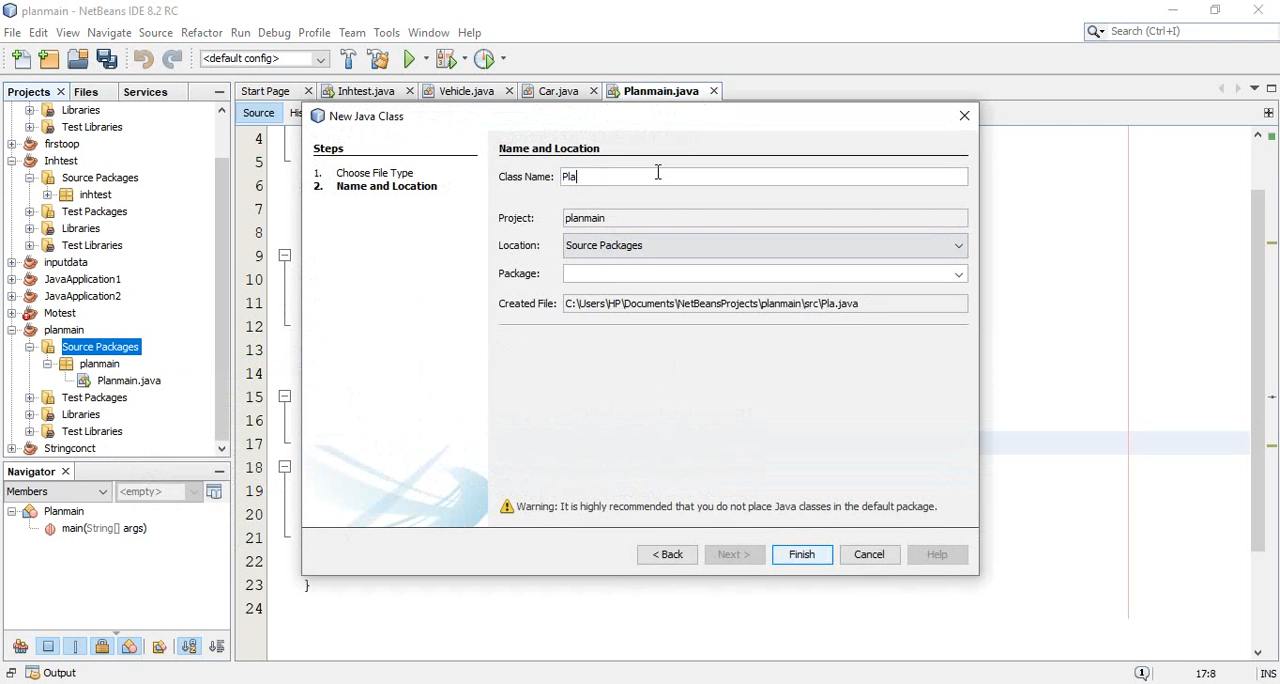 planmain - NetBeans IDE 8.2 RC
File Edit View Navigate Source Refactor Run Debug Profile Team Tools Window Help
Search (Ctrl+I)
<default config>
Projects Files Services
Start Page Inhtest.java Vehide.java Car.java Planmain.java
Libraries
Test Libraries
firstoop
Inhtest
Source Packages
inhtest
Test Packages
Libraries
Test Libraries
inputdata
JavaApplication1
JavaApplication2
Motest
planmain
Source Packages
planmain
Planmain.java
Test Packages
Libraries
Test Libraries
Stringconct
Navigator
Members <empty>
Planmain
main(String[] args)
Output
Source His
4
5
6
7
8
9
10
11
12
13
14
15
16
17
18
19
20
21
22
23 }
24
New Java Class
Steps
1. Choose File Type
2. Name and Location
Name and Location
Class Name: Pla
Project: planmain
Location: Source Packages
Package:
Created File: C:\Users\HP\Documents\NetBeansProjects\planmain\src\Pla.java
Warning: It is highly recommended that you do not place Java classes in the default package.
< Back Next > Finish Cancel Help
1 17:8 INS